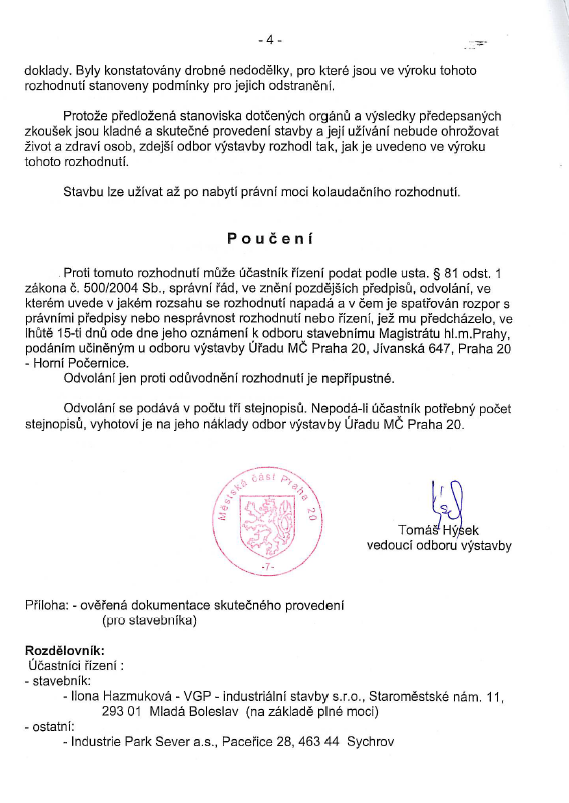 - 4 -
doklady. Byly konstatovány drobné nedodělky, pro které jsou ve výroku tohoto
rozhodnutí stanoveny podmínky pro jejich odstranění.
Protože předložená stanoviska dotčených orgánů a výsledky předepsaných
zkoušek jsou kladné a skutečné provedení stavby a její užívání nebude ohrožovat
život a zdraví osob, zdejší odbor výstavby rozhodl tak, jak je uvedeno ve výroku
tohoto rozhodnutí.
Stavbu lze užívat až po nabytí právní moci kolaudačního rozhodnutí.
P o u č e n í
Proti tomuto rozhodnutí může účastník řízení podat podle usta. § 81 odst. 1
zákona č. 500/2004 Sb., správní řád, ve znění pozdějších předpisů, odvolání, ve
kterém uvede v jakém rozsahu se rozhodnutí napadá a v čem je spatřován rozpor s
právními předpisy nebo nesprávnost rozhodnutí nebo řízení, jež mu předcházelo, ve
lhůtě 15-ti dnů ode dne jeho oznámení k odboru stavebnímu Magistrátu hl.m.Prahy,
podáním učiněným u odboru výstavby Úřadu MČ Praha 20, Jívanská 647, Praha 20
- Horní Počernice.
Odvolání jen proti odůvodnění rozhodnutí je nepřípustné.
Odvolání se podává v počtu tří stejnopisů. Nepodá-li účastník potřebný počet
stejnopisů, vyhotoví je na jeho náklady odbor výstavby Úřadu MČ Praha 20.
Městská část Praha 20
-7-
Tomáš Hýsek
vedoucí odboru výstavby
Příloha: - ověřená dokumentace skutečného provedení
(pro stavebníka)
Rozdělovník:
Účastníci řízení :
- stavebník:
- Ilona Hazmuková - VGP - industriální stavby s.r.o., Staroměstské nám. 11,
293 01 Mladá Boleslav (na základě plné moci)
- ostatní:
- Industrie Park Sever a.s., Paceřice 28, 463 44 Sychrov